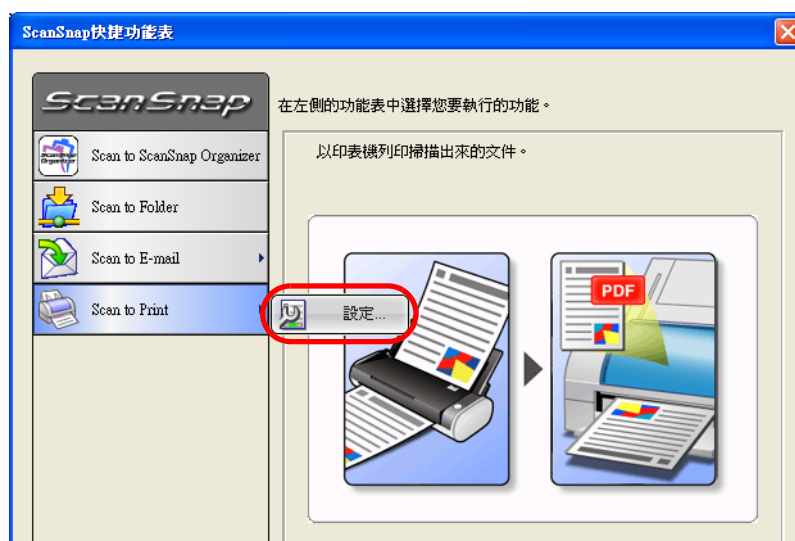 ScanSnap快捷功能表
ScanSnap
在左側的功能表中選擇您要執行的功能。
Scan to ScanSnap Organizer
以印表機列印掃描出來的文件。
Scan to Folder
Scan to E-mail
Scan to Print
設定...
PDF